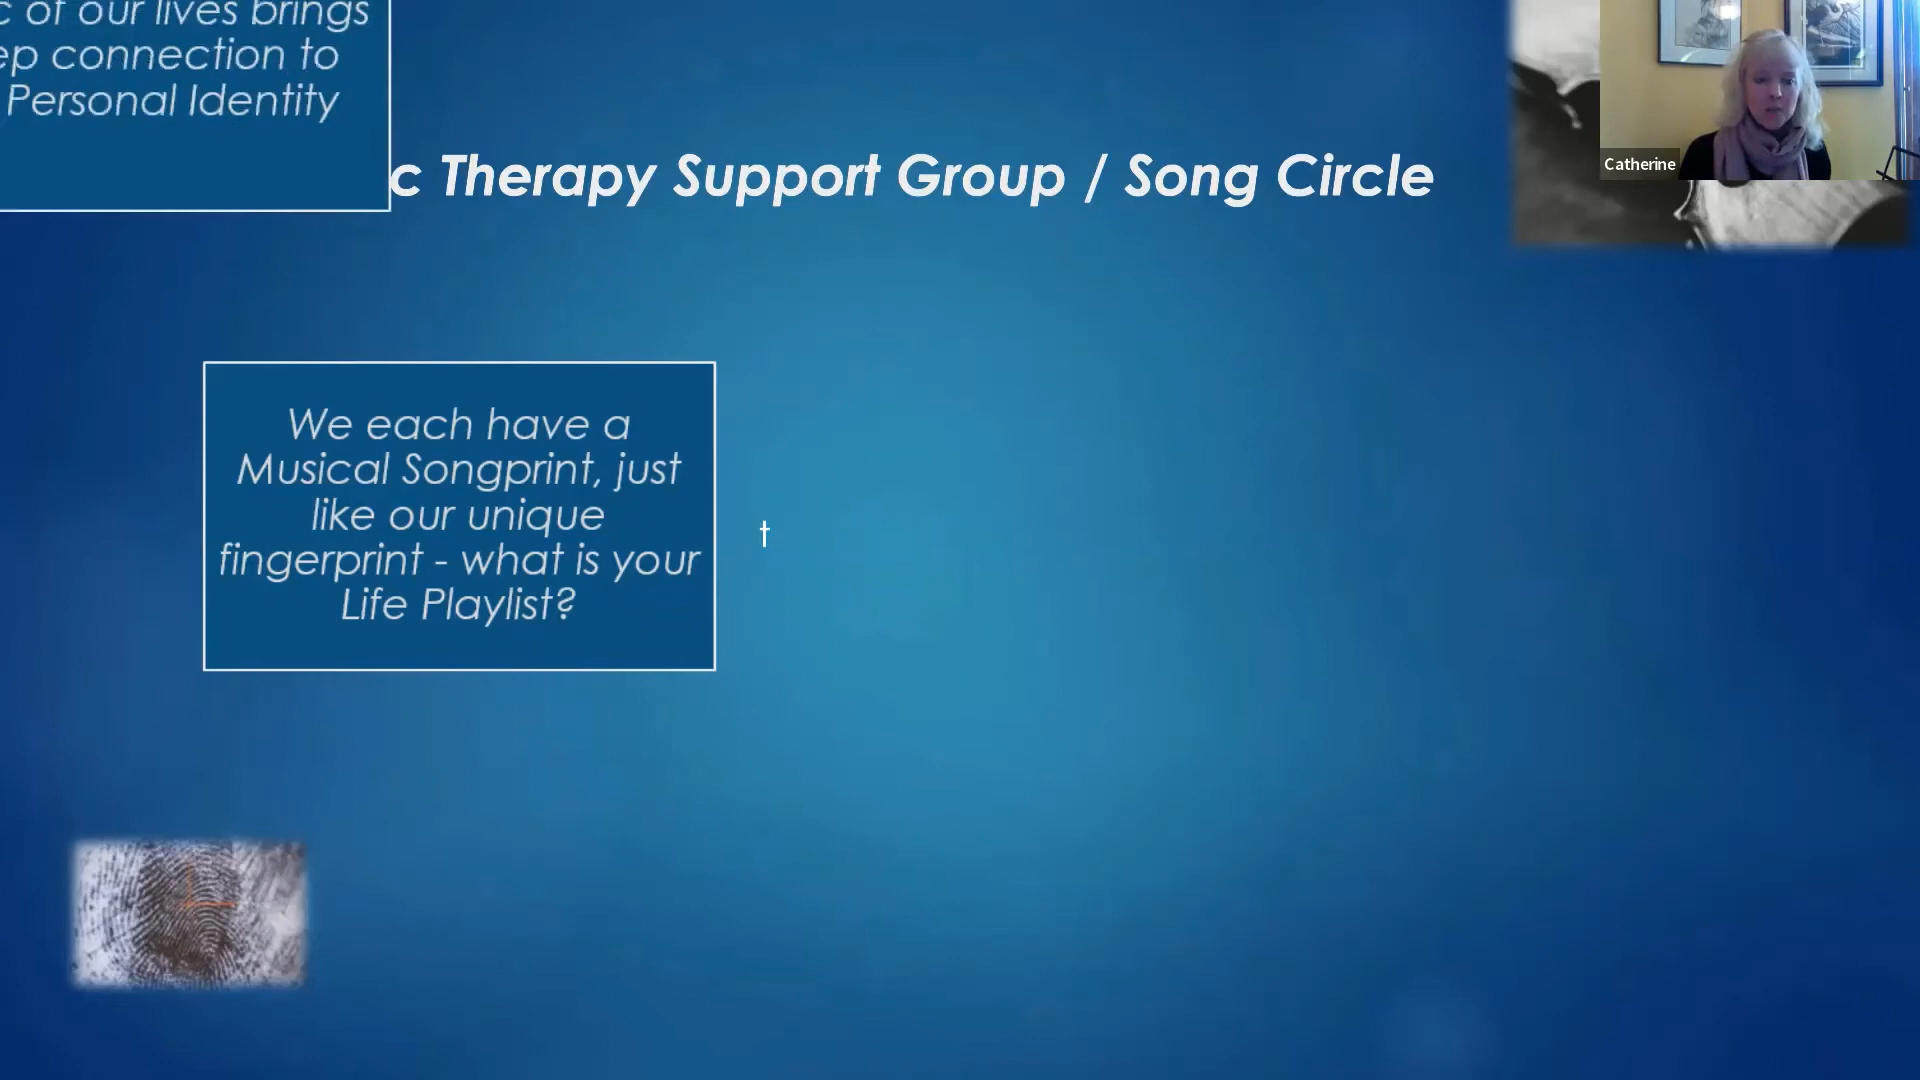 of our lives brings
connection to
Personal Identity
Therapy Support Group / Song Circle
Catherine
We each have a
Musical Songprint, just
like our unique
fingerprint - what is your
Life Playlist?
t